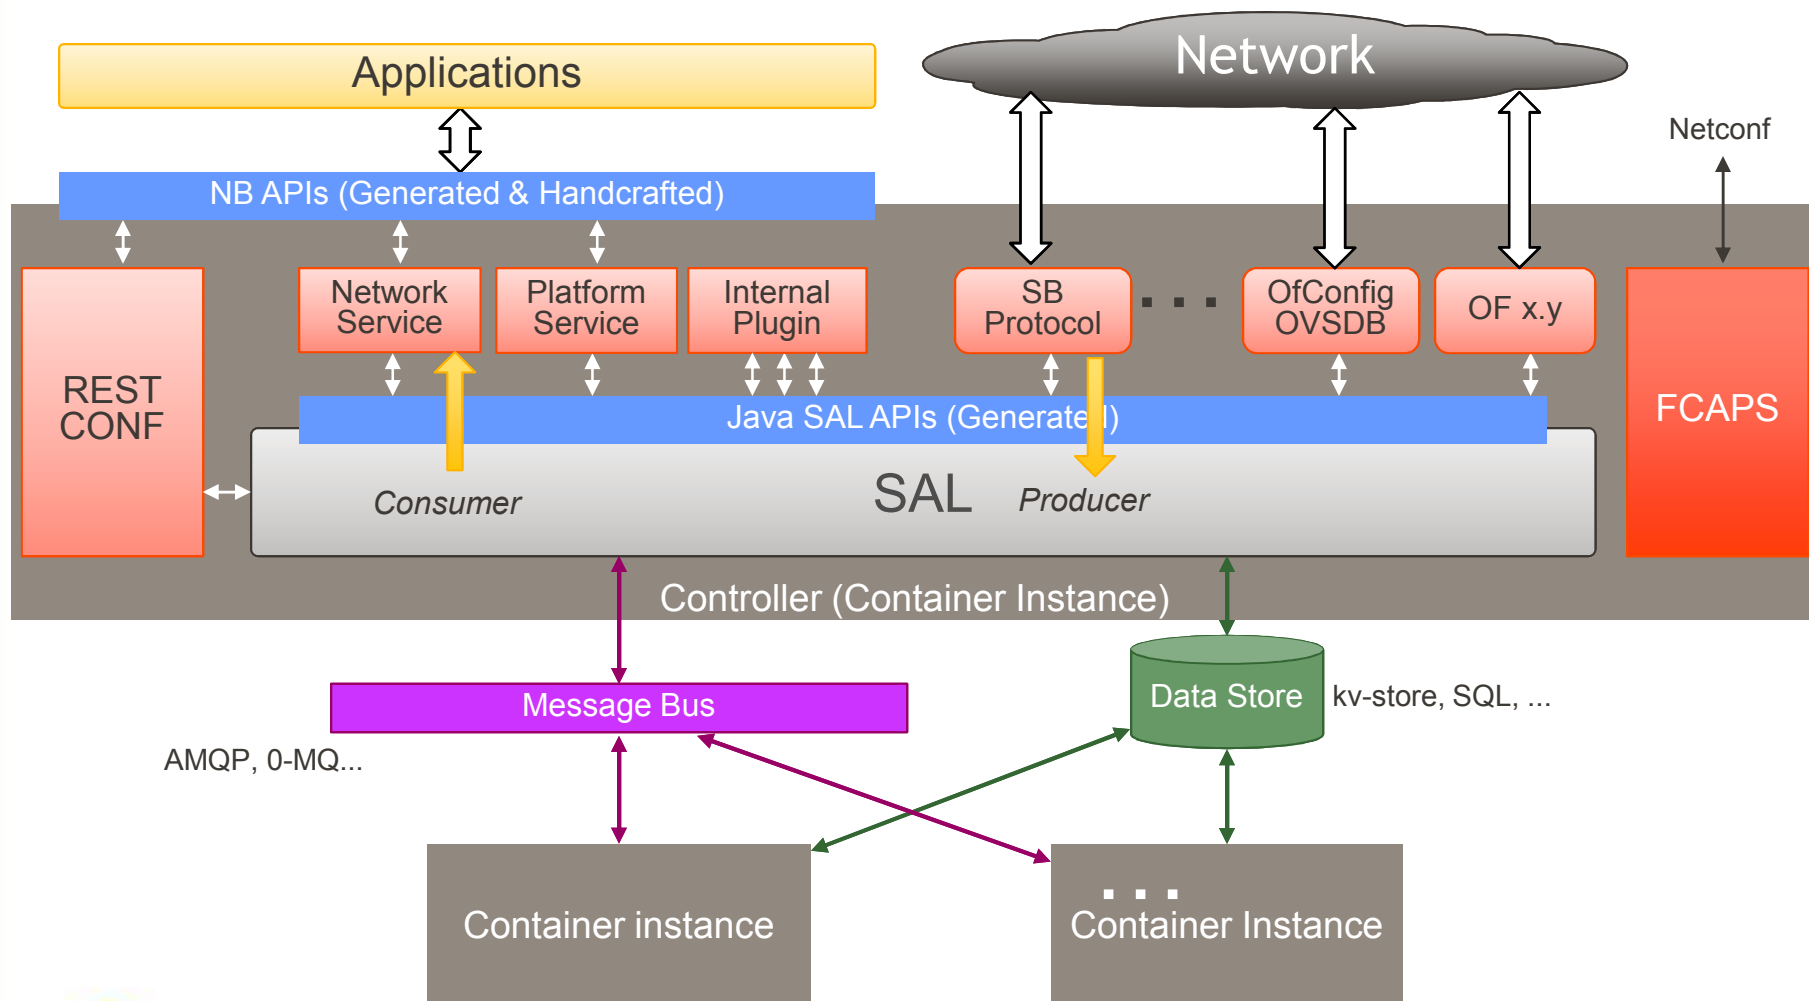 Applications
Network
Netconf
NB APIs (Generated & Handcrafted)
REST
CONF
Network
Service
Platform
Service
Internal
Plugin
SB
Protocol
...
OfConfig
OVSDB
OF x.y
FCAPS
Java SAL APIs (Generated)
Consumer
SAL
Producer
Controller (Container Instance)
Message Bus
Data Store
kv-store, SQL, ...
AMQP, 0-MQ...
Container instance
...
Container Instance